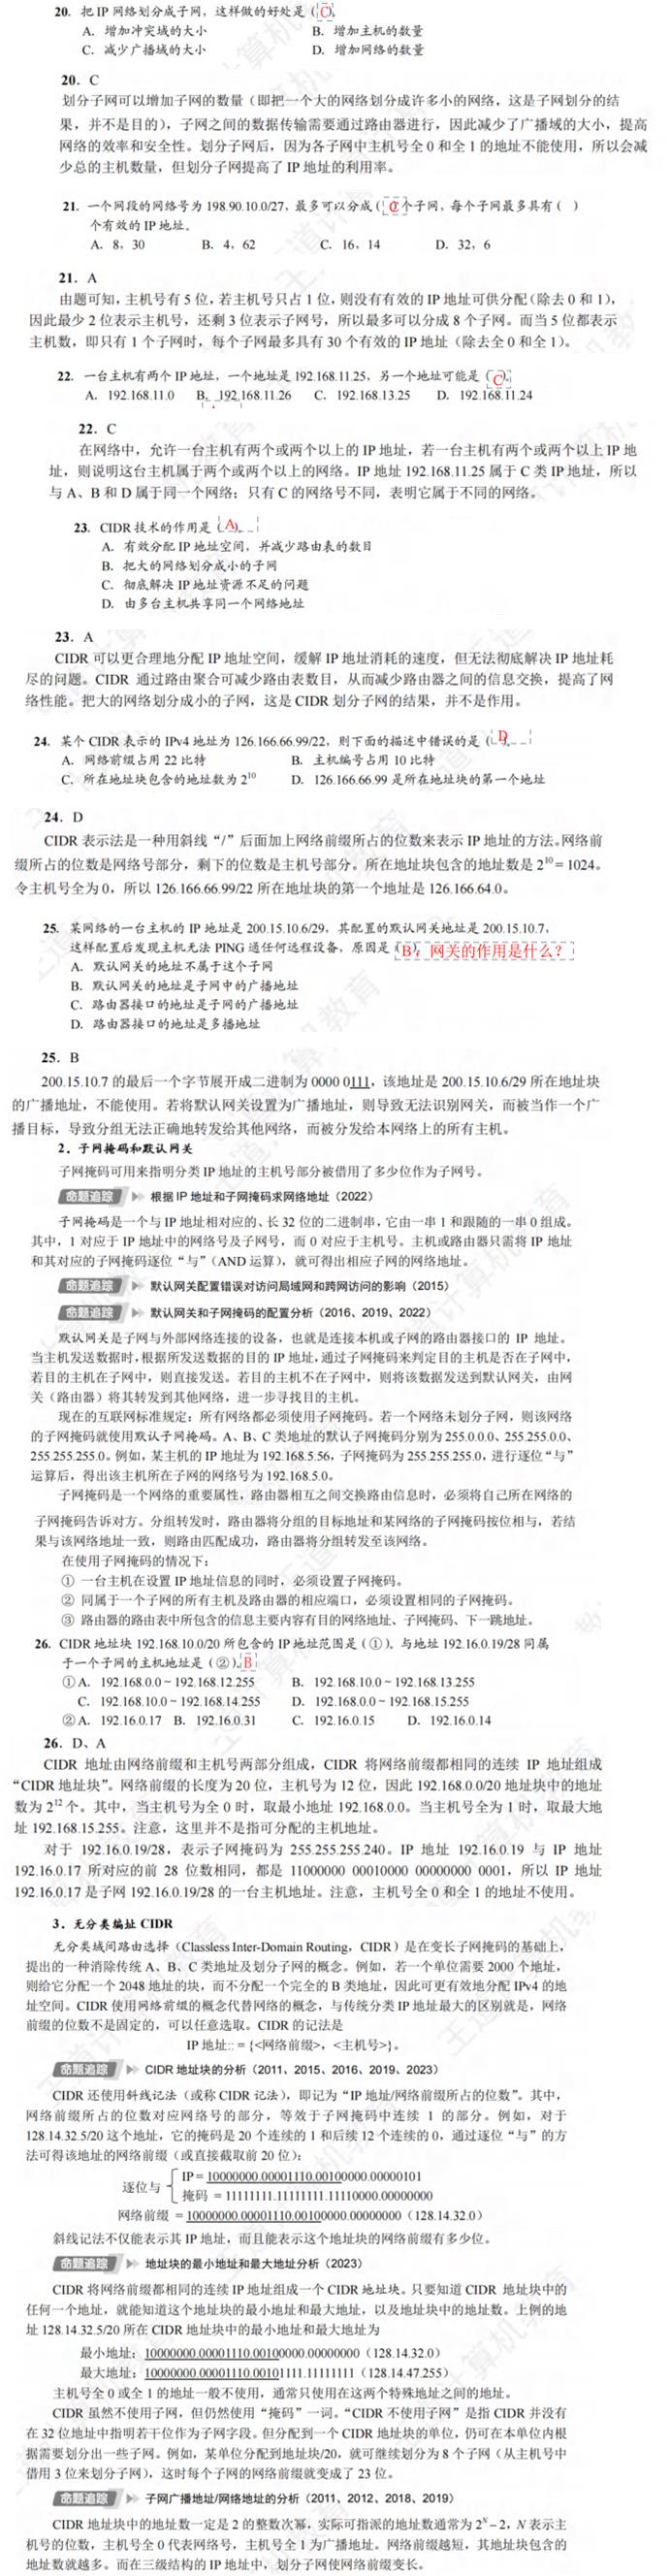 20. 把 IP 网络划分成子网，这样做的好处是 ( C ).
A. 增加冲突域的大小 B. 增加主机的数量
C. 减少广播域的大小 D. 增加网络的数量
20. C
划分子网可以增加子网的数量（即把一个大的网络划分成许多小的网络，这是子网划分的结
果，并不是目的），子网之间的数据传输需要通过路由器进行，因此减少了广播域的大小，提高
网络的效率和安全性。划分子网后，因为各子网中主机号全 0 和全 1 的地址不能使用，所以会减
少总的主机数量，但划分子网提高了 IP 地址的利用率。
21. 一个网段的网络号为 198.90.10.0/27，最多可以分成 ( ) 个子网，每个子网最多具有 ( )
个有效的 IP 地址。
A. 8，30 B. 4，62 C. 16，14 D. 32，6
21. A
由题可知，主机号有 5 位，若主机号只占 1 位，则没有有效的 IP 地址可供分配（除去 0 和 1），
因此最少 2 位表示主机号，还剩 3 位表示子网号，所以最多可以分成 8 个子网。而当 5 位都表示
主机数，即只有 1 个子网时，每个子网最多具有 30 个有效的 IP 地址（除去全 0 和全 1）。
22. 一台主机有两个 IP 地址，一个地址是 192.168.11.25，另一个地址可能是 ( C ).
A. 192.168.11.0 B. 192.168.11.26 C. 192.168.13.25 D. 192.168.11.24
22. C
在网络中，允许一台主机有两个或两个以上的 IP 地址，若一台主机有两个或两个以上 IP 地
址，则说明这台主机属于两个或两个以上的网络。IP 地址 192.168.11.25 属于 C 类 IP 地址，所以
与 A、B 和 D 属于同一个网络；只有 C 的网络号不同，表明它属于不同的网络。
23. CIDR 技术的作用是 ( A ).
A. 有效分配 IP 地址空间，并减少路由表的数目
B. 把大的网络划分成小的子网
C. 彻底解决 IP 地址资源不足的问题
D. 由多台主机共享同一个网络地址
23. A
CIDR 可以更合理地分配 IP 地址空间，缓解 IP 地址消耗的速度，但无法彻底解决 IP 地址耗
尽的问题。CIDR 通过路由聚合可减少路由表数目，从而减少路由器之间的信息交换，提高了网
络性能。把大的网络划分成小的子网，这是 CIDR 划分子网的结果，并不是作用。
24. 某个 CIDR 表示的 IPv4 地址为 126.166.66.99/22，则下面的描述中错误的是 ( D
A. 网络前缀占用 22 比特 B. 主机编号占用 10 比特
C. 所在地址块包含的地址数为 2¹⁰ D. 126.166.66.99 是所在地址块的第一个地址
24. D
CIDR 表示法是一种用斜线“/”后面加上网络前缀所占的位数来表示 IP 地址的方法。网络前
缀所占的位数是网络号部分，剩下的位数是主机号部分。所在地址块包含的地址数是 2¹⁰ = 1024。
令主机号全为 0，所以 126.166.66.99/22 所在地址块的第一个地址是 126.166.64.0。
25. 某网络的一台主机的 IP 地址是 200.15.10.6/29，其配置的默认网关地址是 200.15.10.7，
这样配置后发现主机无法 PING 通任何远程设备，原因是 ( B；网关的作用是什么？
A. 默认网关的地址不属于这个子网
B. 默认网关的地址是子网中的广播地址
C. 路由器接口的地址是子网的广播地址
D. 路由器接口的地址是多播地址
25. B
200.15.10.7 的最后一个字节展开成二进制为 0000 0111，该地址是 200.15.10.6/29 所在地址块
的广播地址，不能使用。若将默认网关设置为广播地址，则导致无法识别网关，而被当作一个广
播目标，导致分组无法正确地转发给其他网络，而被分发给本网络上的所有主机。
2. 子网掩码和默认网关
子网掩码可用来指明分类 IP 地址的主机号部分被借用了多少位作为子网号。
命题追踪 根据 IP 地址和子网掩码求网络地址（2022）
子网掩码是一个与 IP 地址相对应的、长 32 位的二进制串，它由一串 1 和跟随的一串 0 组成。
其中，1 对应于 IP 地址中的网络号及子网号，而 0 对应于主机号。主机或路由器只需将 IP 地址
和其对应的子网掩码逐位“与”（AND 运算），就可得出相应子网的网络地址。
命题追踪 默认网关配置错误对访问局域网和跨网访问的影响（2015）
命题追踪 默认网关和子网掩码的配置分析（2016、2019、2022）
默认网关是子网与外部网络连接的设备，也就是连接本机或子网的路由器接口的 IP 地址。
当主机发送数据时，根据所发送数据的目的 IP 地址，通过子网掩码来判定目的主机是否在子网中，
若目的主机在子网中，则直接发送。若目的主机不在子网中，则将该数据发送到默认网关，由网
关（路由器）将其转发到其他网络，进一步寻找目的主机。
现在的互联网标准规定：所有网络都必须使用子网掩码。若一个网络未划分子网，则该网络
的子网掩码就使用默认子网掩码。A、B、C 类地址的默认子网掩码分别为 255.0.0.0、255.255.0.0、
255.255.255.0。例如，某主机的 IP 地址为 192.168.5.56，子网掩码为 255.255.255.0，进行逐位“与”
运算后，得出该主机所在子网的网络号为 192.168.5.0。
子网掩码是一个网络的重要属性，路由器相互之间交换路由信息时，必须将自己所在网络的
子网掩码告诉对方。分组转发时，路由器将分组的目标地址和某网络的子网掩码按位相与，若结
果与该网络地址一致，则路由匹配成功，路由器将分组转发至该网络。
在使用子网掩码的情况下：
① 一台主机在设置 IP 地址信息的同时，必须设置子网掩码。
② 同属于一个子网的所有主机及路由器的相应端口，必须设置相同的子网掩码。
③ 路由器的路由表中所包含的信息主要内容有目的网络地址、子网掩码、下一跳地址。
26. CIDR 地址块 192.168.10.0/20 所包含的 IP 地址范围是 ( ① )。与地址 192.16.0.19/28 同属
于一个子网的主机地址是 ( ② ). B
①A. 192.168.0.0 ~ 192.168.12.255 B. 192.168.10.0 ~ 192.168.13.255
C. 192.168.10.0 ~ 192.168.14.255 D. 192.168.0.0 ~ 192.168.15.255
②A. 192.16.0.17 B. 192.16.0.31 C. 192.16.0.15 D. 192.16.0.14
26. D、A
CIDR 地址由网络前缀和主机号两部分组成，CIDR 将网络前缀都相同的连续 IP 地址组成
“CIDR 地址块”。网络前缀的长度为 20 位，主机号为 12 位，因此 192.168.0.0/20 地址块中的地址
数为 2¹² 个。其中，当主机号为全 0 时，取最小地址 192.168.0.0。当主机号全为 1 时，取最大地
址 192.168.15.255。注意，这里并不是指可分配的主机地址。
对于 192.16.0.19/28，表示子网掩码为 255.255.255.240。IP 地址 192.16.0.19 与 IP 地址
192.16.0.17 所对应的前 28 位数相同，都是 11000000 00010000 00000000 0001，所以 IP 地址
192.16.0.17 是子网 192.16.0.19/28 的一台主机地址。注意，主机号全 0 和全 1 的地址不使用。
3. 无分类编址 CIDR
无分类域间路由选择（Classless Inter-Domain Routing，CIDR）是在变长子网掩码的基础上，
提出的一种消除传统 A、B、C 类地址及划分子网的概念。例如，若一个单位需要 2000 个地址，
则给它分配一个 2048 地址的块，而不分配一个完全的 B 类地址，因此可更有效地分配 IPv4 的地
址空间。CIDR 使用网络前缀的概念代替网络的概念，与传统分类 IP 地址最大的区别就是，网络
前缀的位数不是固定的，可以任意选取。CIDR 的记法是
IP 地址:: = {<网络前缀>, <主机号>}。
命题追踪 CIDR 地址块的分析（2011、2015、2016、2019、2023）
CIDR 还使用斜线记法（或称 CIDR 记法），即记为“IP 地址/网络前缀所占的位数”。其中，
网络前缀所占的位数对应网络号的部分，等效于子网掩码中连续 1 的部分。例如，对于
128.14.32.5/20 这个地址，它的掩码是 20 个连续的 1 和后续 12 个连续的 0，通过逐位“与”的方
法可得该地址的网络前缀（或直接截取前 20 位）：
逐位与 IP = 10000000.00001110.00100000.00000101
掩码 = 11111111.11111111.11110000.00000000
网络前缀 = 10000000.00001110.00100000.00000000（128.14.32.0）
斜线记法不仅能表示其 IP 地址，而且能表示这个地址块的网络前缀有多少位。
命题追踪 地址块的最小地址和最大地址分析（2023）
CIDR 将网络前缀都相同的连续 IP 地址组成一个 CIDR 地址块。只要知道 CIDR 地址块中的
任何一个地址，就能知道这个地址块的最小地址和最大地址，以及地址块中的地址数。上例的地
址 128.14.32.5/20 所在 CIDR 地址块中的最小地址和最大地址为
最小地址：10000000.00001110.00100000.00000000（128.14.32.0）
最大地址：10000000.00001110.00101111.11111111（128.14.47.255）
主机号全 0 或全 1 的地址一般不使用，通常只使用在这两个特殊地址之间的地址。
CIDR 虽然不使用子网，但仍然使用“掩码”一词。“CIDR 不使用子网”是指 CIDR 并没有
在 32 位地址中指明若干位作为子网字段。但分配到一个 CIDR 地址块的单位，仍可在本单位内根
据需要划分出一些子网。例如，某单位分配到地址块/20，就可继续划分为 8 个子网（从主机号中
借用 3 位来划分子网），这时每个子网的网络前缀就变成了 23 位。
命题追踪 子网广播地址/网络地址的分析（2011、2012、2018、2019）
CIDR 地址块中的地址数一定是 2 的整数次幂，实际可指派的地址数通常为 2ᴺ − 2，N 表示主
机号的位数，主机号全 0 代表网络号，主机号全 1 为广播地址。网络前缀越短，其地址块包含的
地址数就越多。而在三级结构的 IP 地址中，划分子网使网络前缀变长。